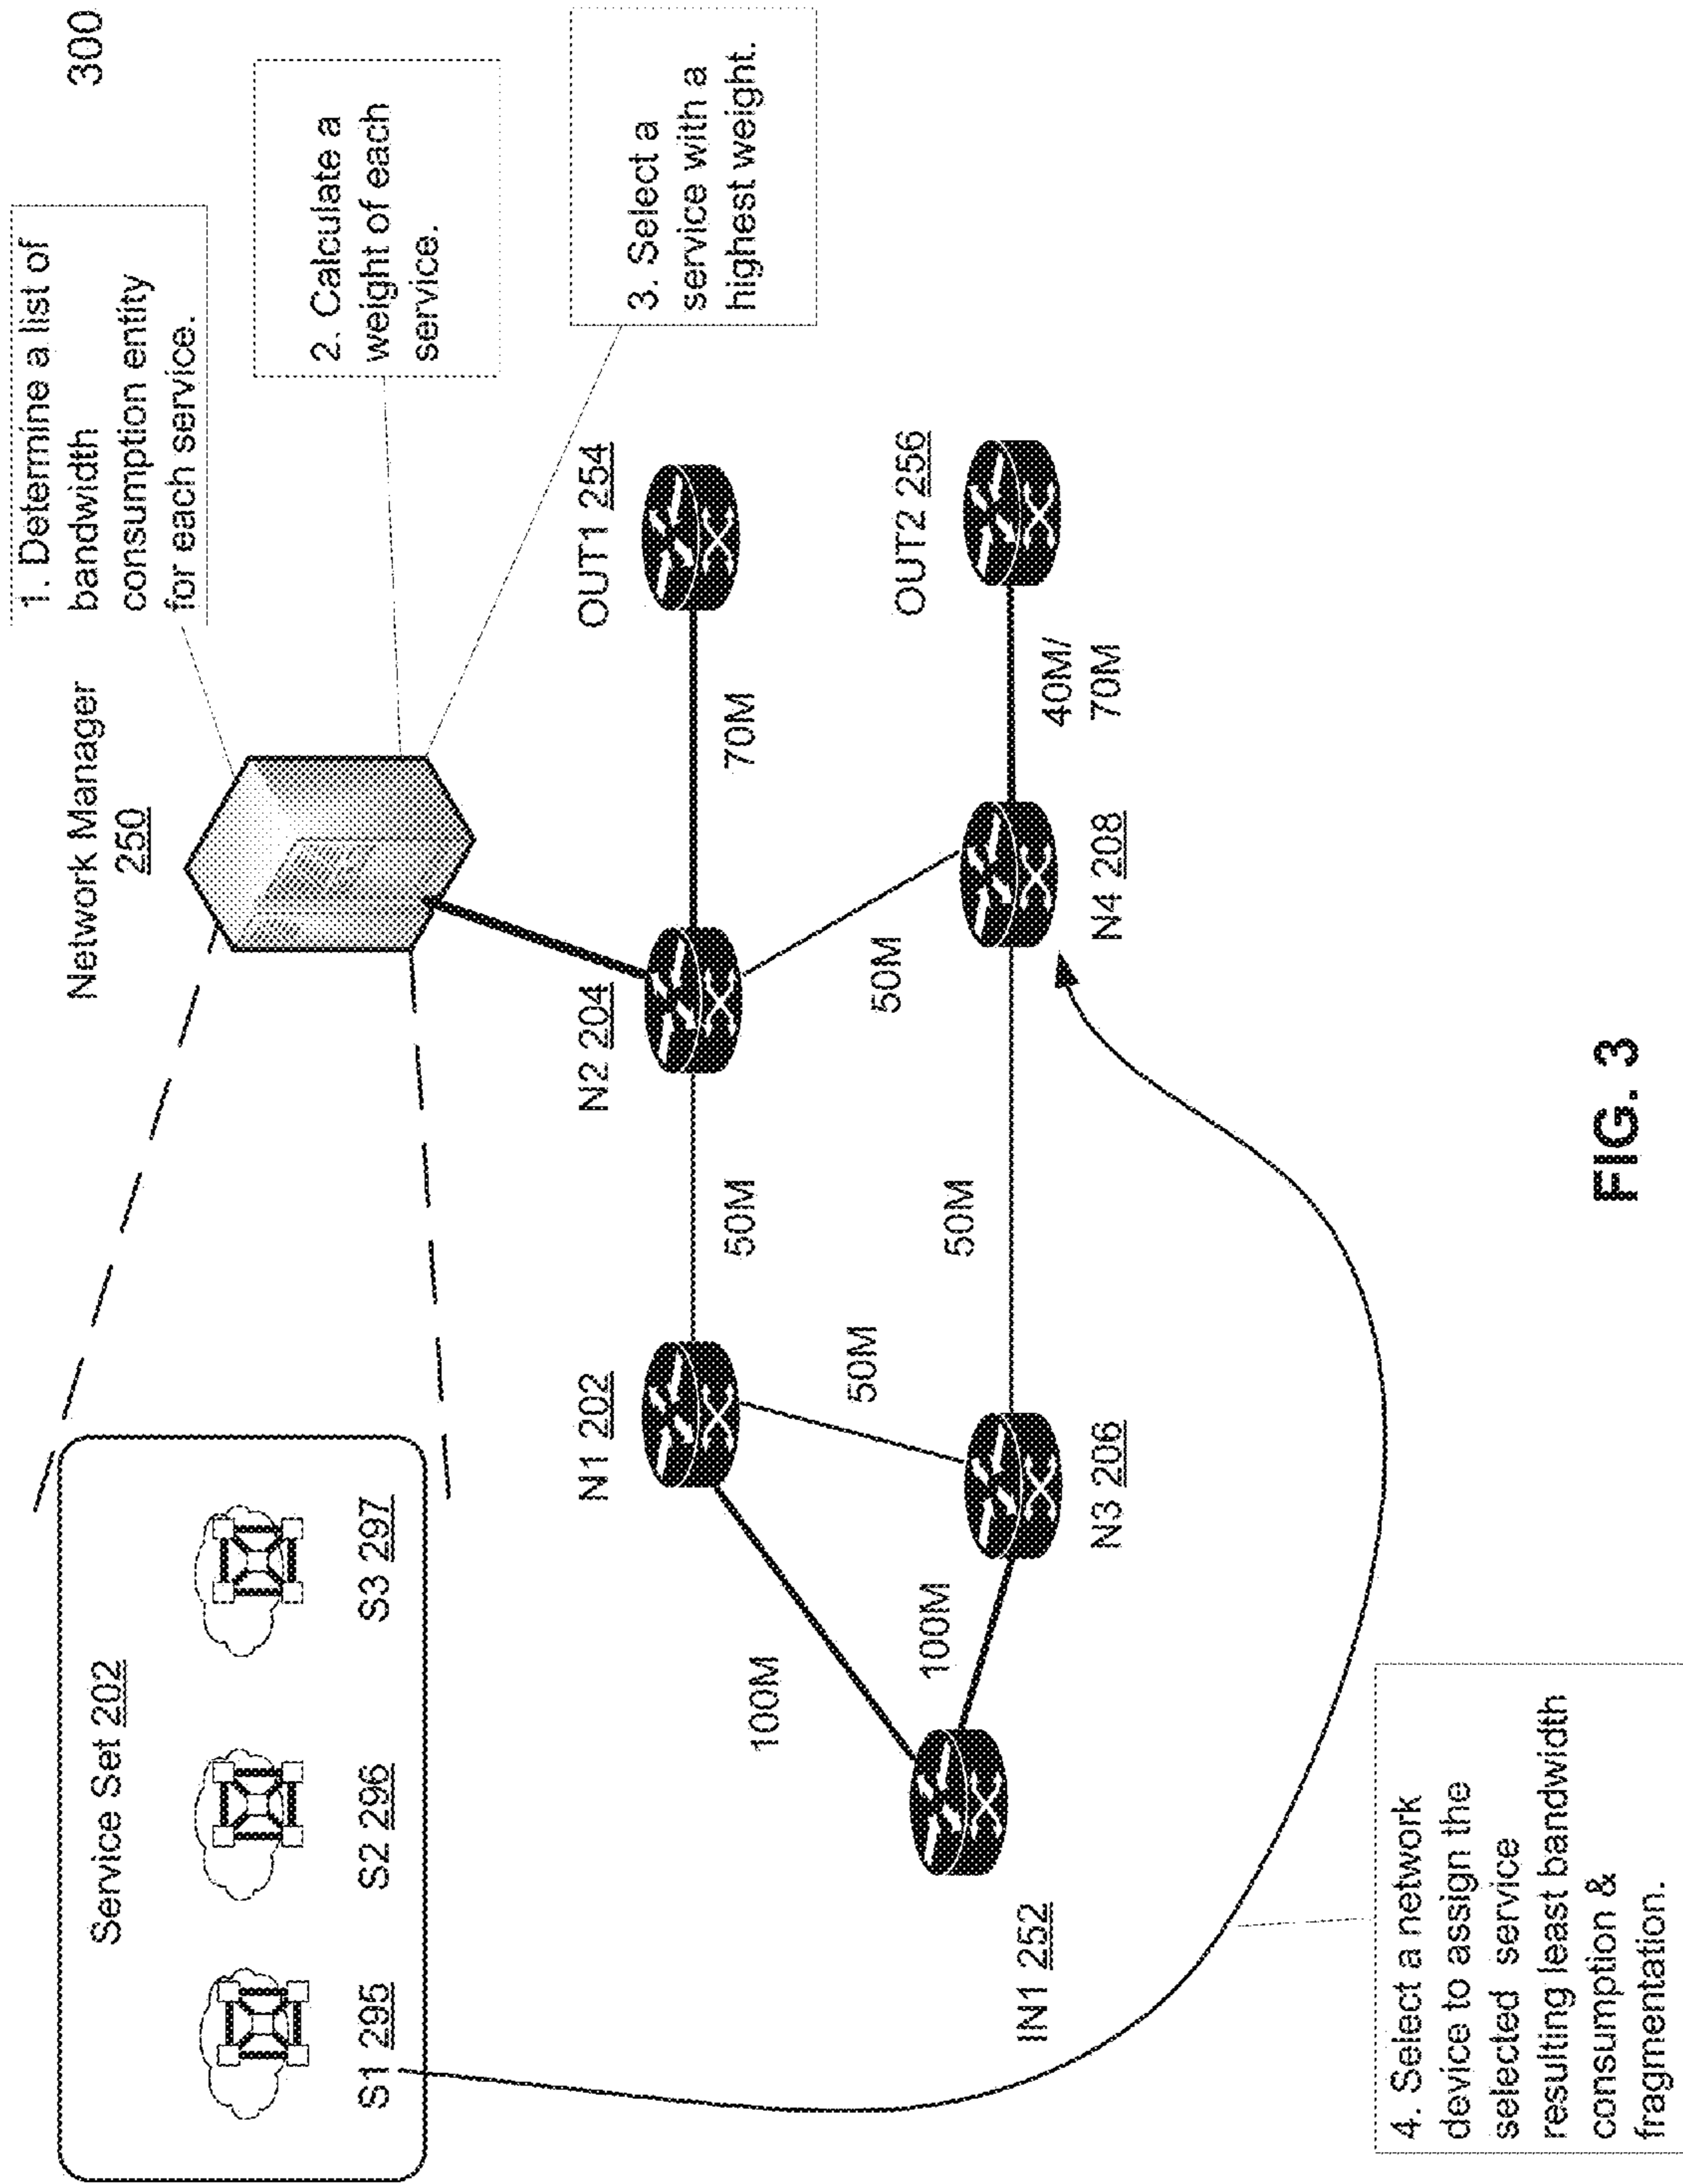 300
1. Determine a list of
bandwidth
consumption entity
for each service.
2. Calculate a
weight of each
service.
3. Select a
service with a
highest weight.
Network Manager
250
Service Set 202
S1 295
S2 296
S3 297
N1 202
N2 204
OUT1 254
50M
70M
100M
50M
50M
100M
50M
40M/
70M
IN1 252
N3 206
N4 208
OUT2 256
4. Select a network
device to assign the
selected service
resulting least bandwidth
consumption &
fragmentation.
FIG. 3